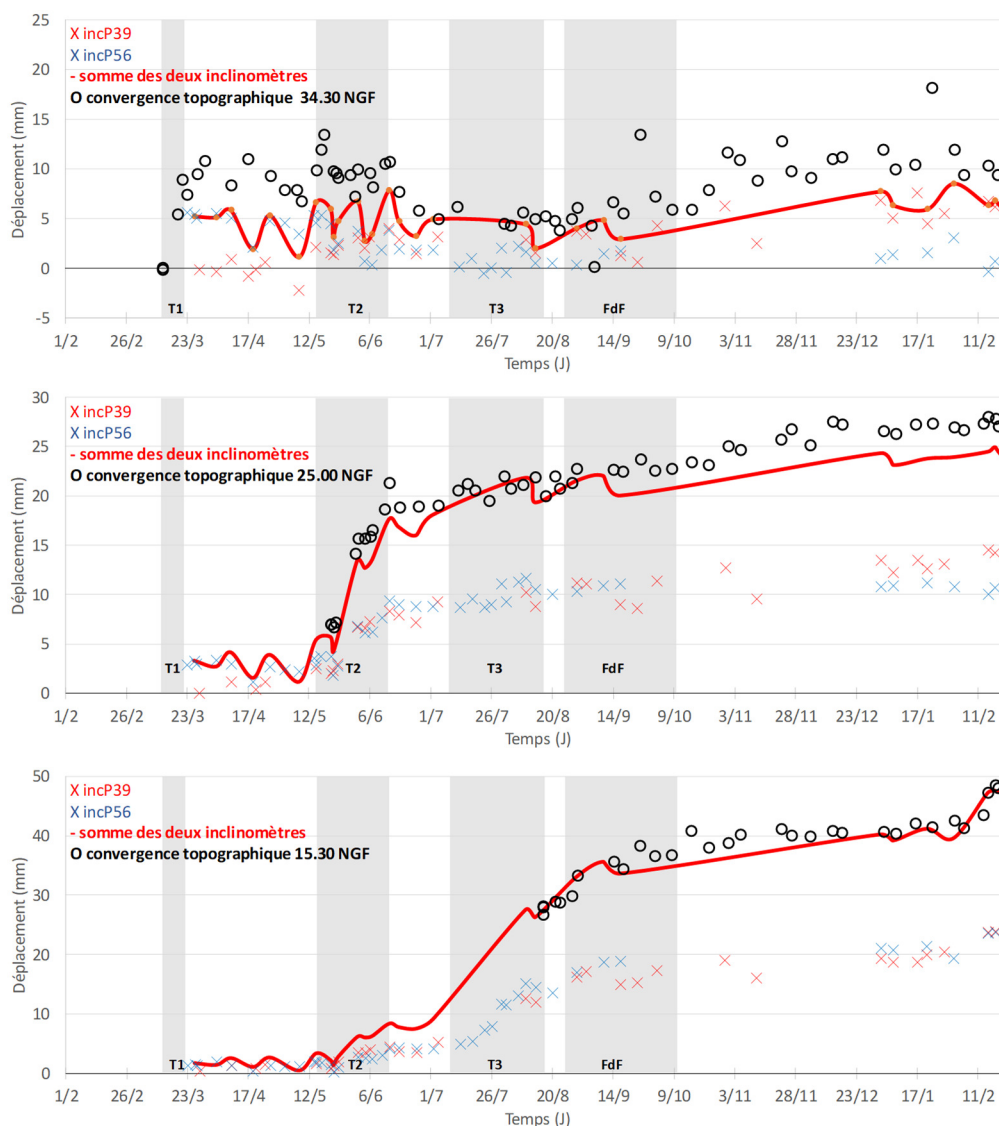 25
20
15
10
5
0
-5
Déplacement (mm)
X incP39
X incP56
- somme des deux inclinomètres
O convergence topographique 34.30 NGF
T1 T2 T3 FdF
1/2 26/2 23/3 17/4 12/5 6/6 1/7 26/7 20/8 14/9 9/10 3/11 28/11 23/12 17/1 11/2
Temps (J)
30
25
20
15
10
5
0
Déplacement (mm)
X incP39
X incP56
- somme des deux inclinomètres
O convergence topographique 25.00 NGF
T1 T2 T3 FdF
1/2 26/2 23/3 17/4 12/5 6/6 1/7 26/7 20/8 14/9 9/10 3/11 28/11 23/12 17/1 11/2
Temps (J)
50
40
30
20
10
0
Déplacement (mm)
X incP39
X incP56
- somme des deux inclinomètres
O convergence topographique 15.30 NGF
T1 T2 T3 FdF
1/2 26/2 23/3 17/4 12/5 6/6 1/7 26/7 20/8 14/9 9/10 3/11 28/11 23/12 17/1 11/2
Temps (J)